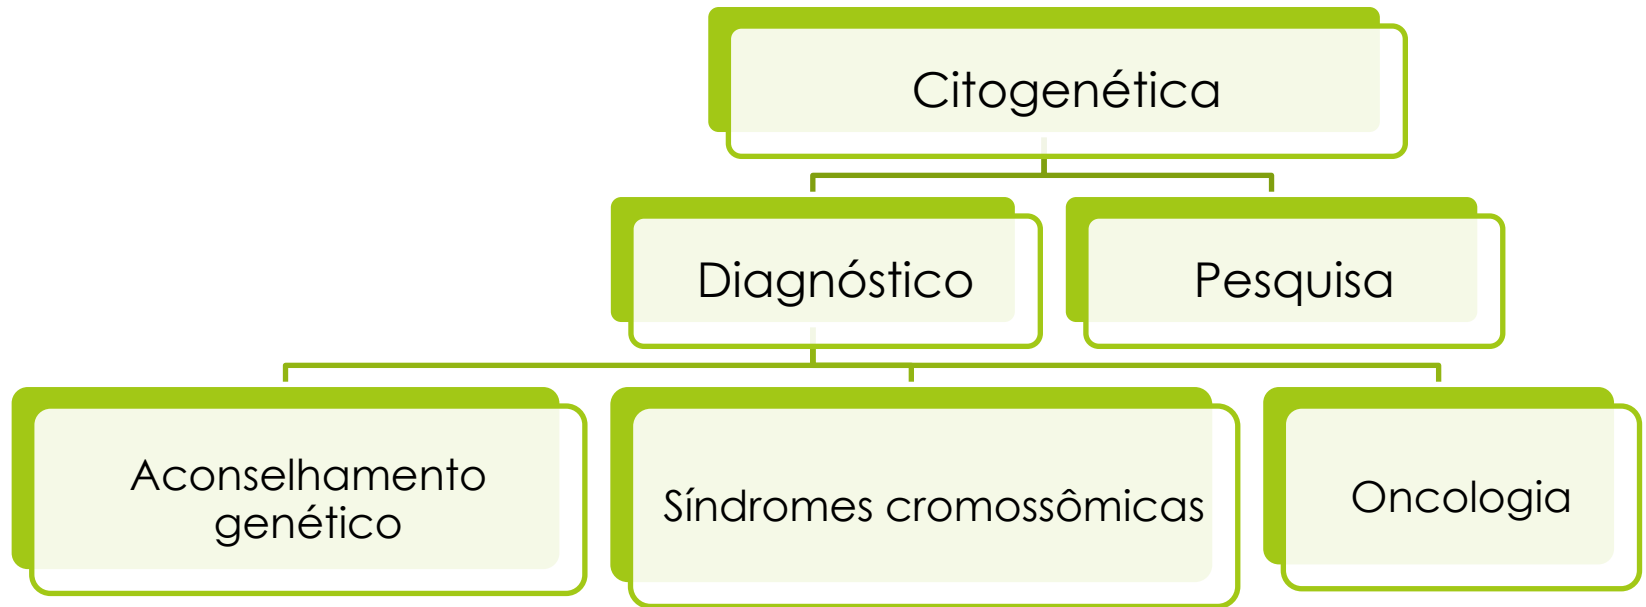 Citogenética
Diagnóstico
Pesquisa
Aconselhamento
genético
Síndromes cromossômicas
Oncologia